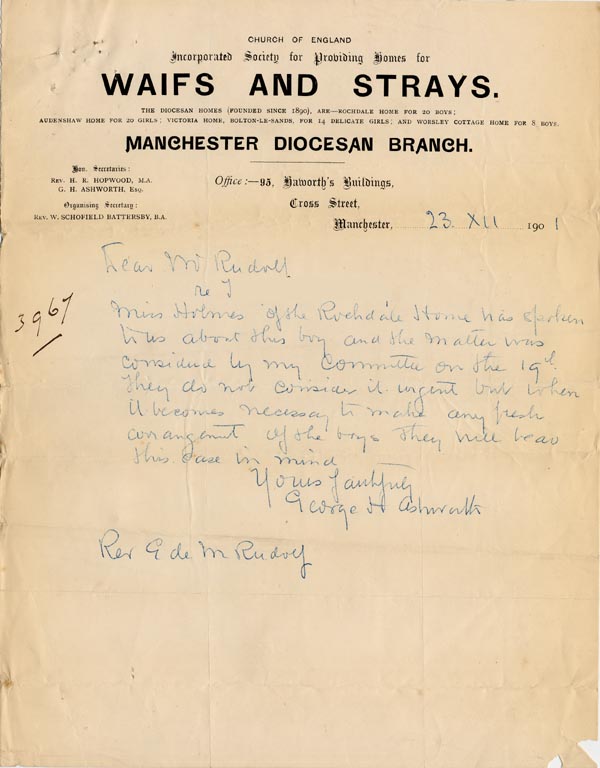 CHURCH OF ENGLAND
Incorporated Society for Providing Homes for
WAIFS AND STRAYS.
THE DIOCESAN HOMES (FOUNDED SINCE 1890), ARE—ROCHDALE HOME FOR 20 BOYS;
AUDENSHAW HOME FOR 20 GIRLS; VICTORIA HOME, BOLTON-LE-SANDS, FOR 14 DELICATE GIRLS; AND WORSLEY COTTAGE HOME FOR 8 BOYS.
MANCHESTER DIOCESAN BRANCH.
Hon. Secretaries:
REV. H. R. HOPWOOD, M.A.
G. H. ASHWORTH, ESQ.
Organising Secretary:
REV. W. SCHOFIELD BATTERSBY, B.A.
Office:—95, Haworth's Buildings,
Cross Street,
Manchester, 23. XII 1901
Dear Mr Rudolf
re J
3967
Miss Holmes of the Rochdale Home has spoken
to us about this boy and the matter was
considered by my Committee on the 19th.
They do not consider it urgent but when
it becomes necessary to make any fresh
arrangement of the boys they will bear
this case in mind
Yours faithfully
George H Ashworth
Rev E de M Rudolf